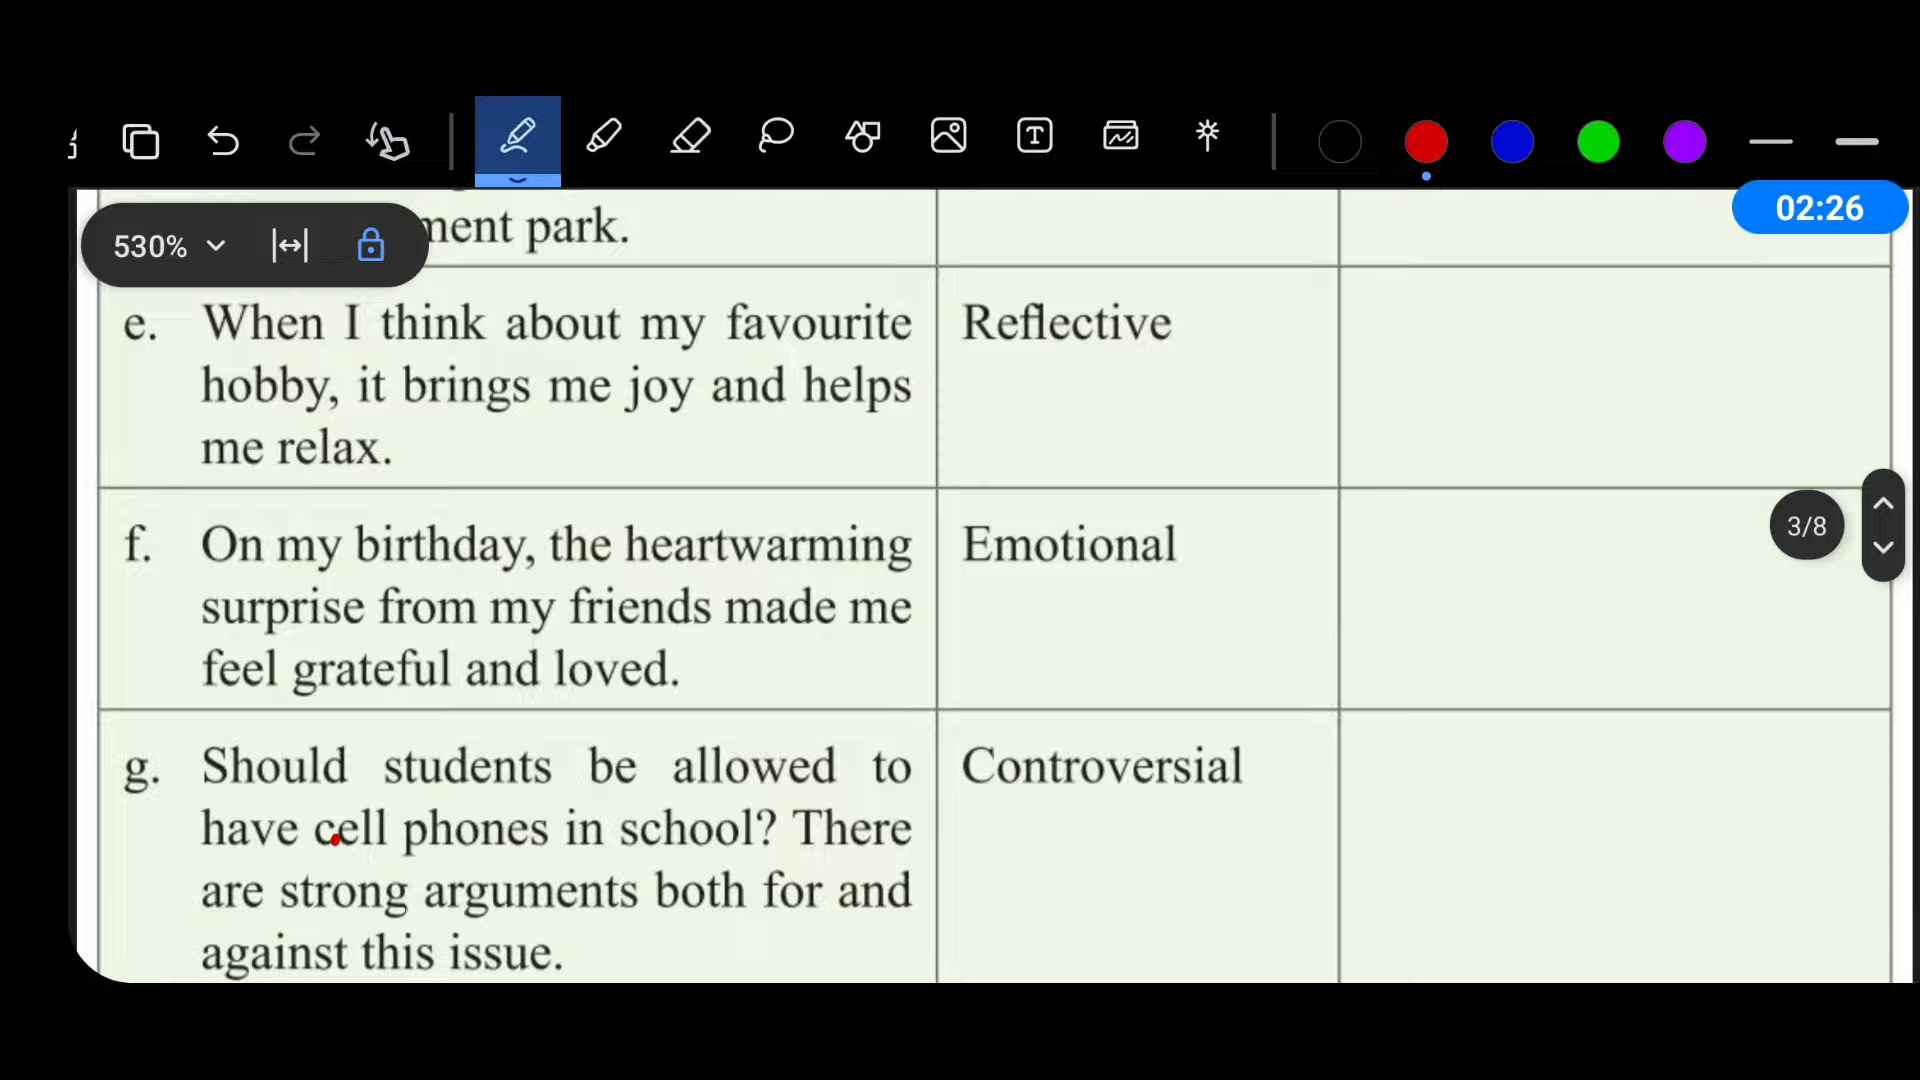 02:26
530%
ment park.
e. When I think about my favourite Reflective
hobby, it brings me joy and helps
me relax.
f. On my birthday, the heartwarming Emotional
surprise from my friends made me
feel grateful and loved.
3/8
g. Should students be allowed to Controversial
have cell phones in school? There
are strong arguments both for and
against this issue.